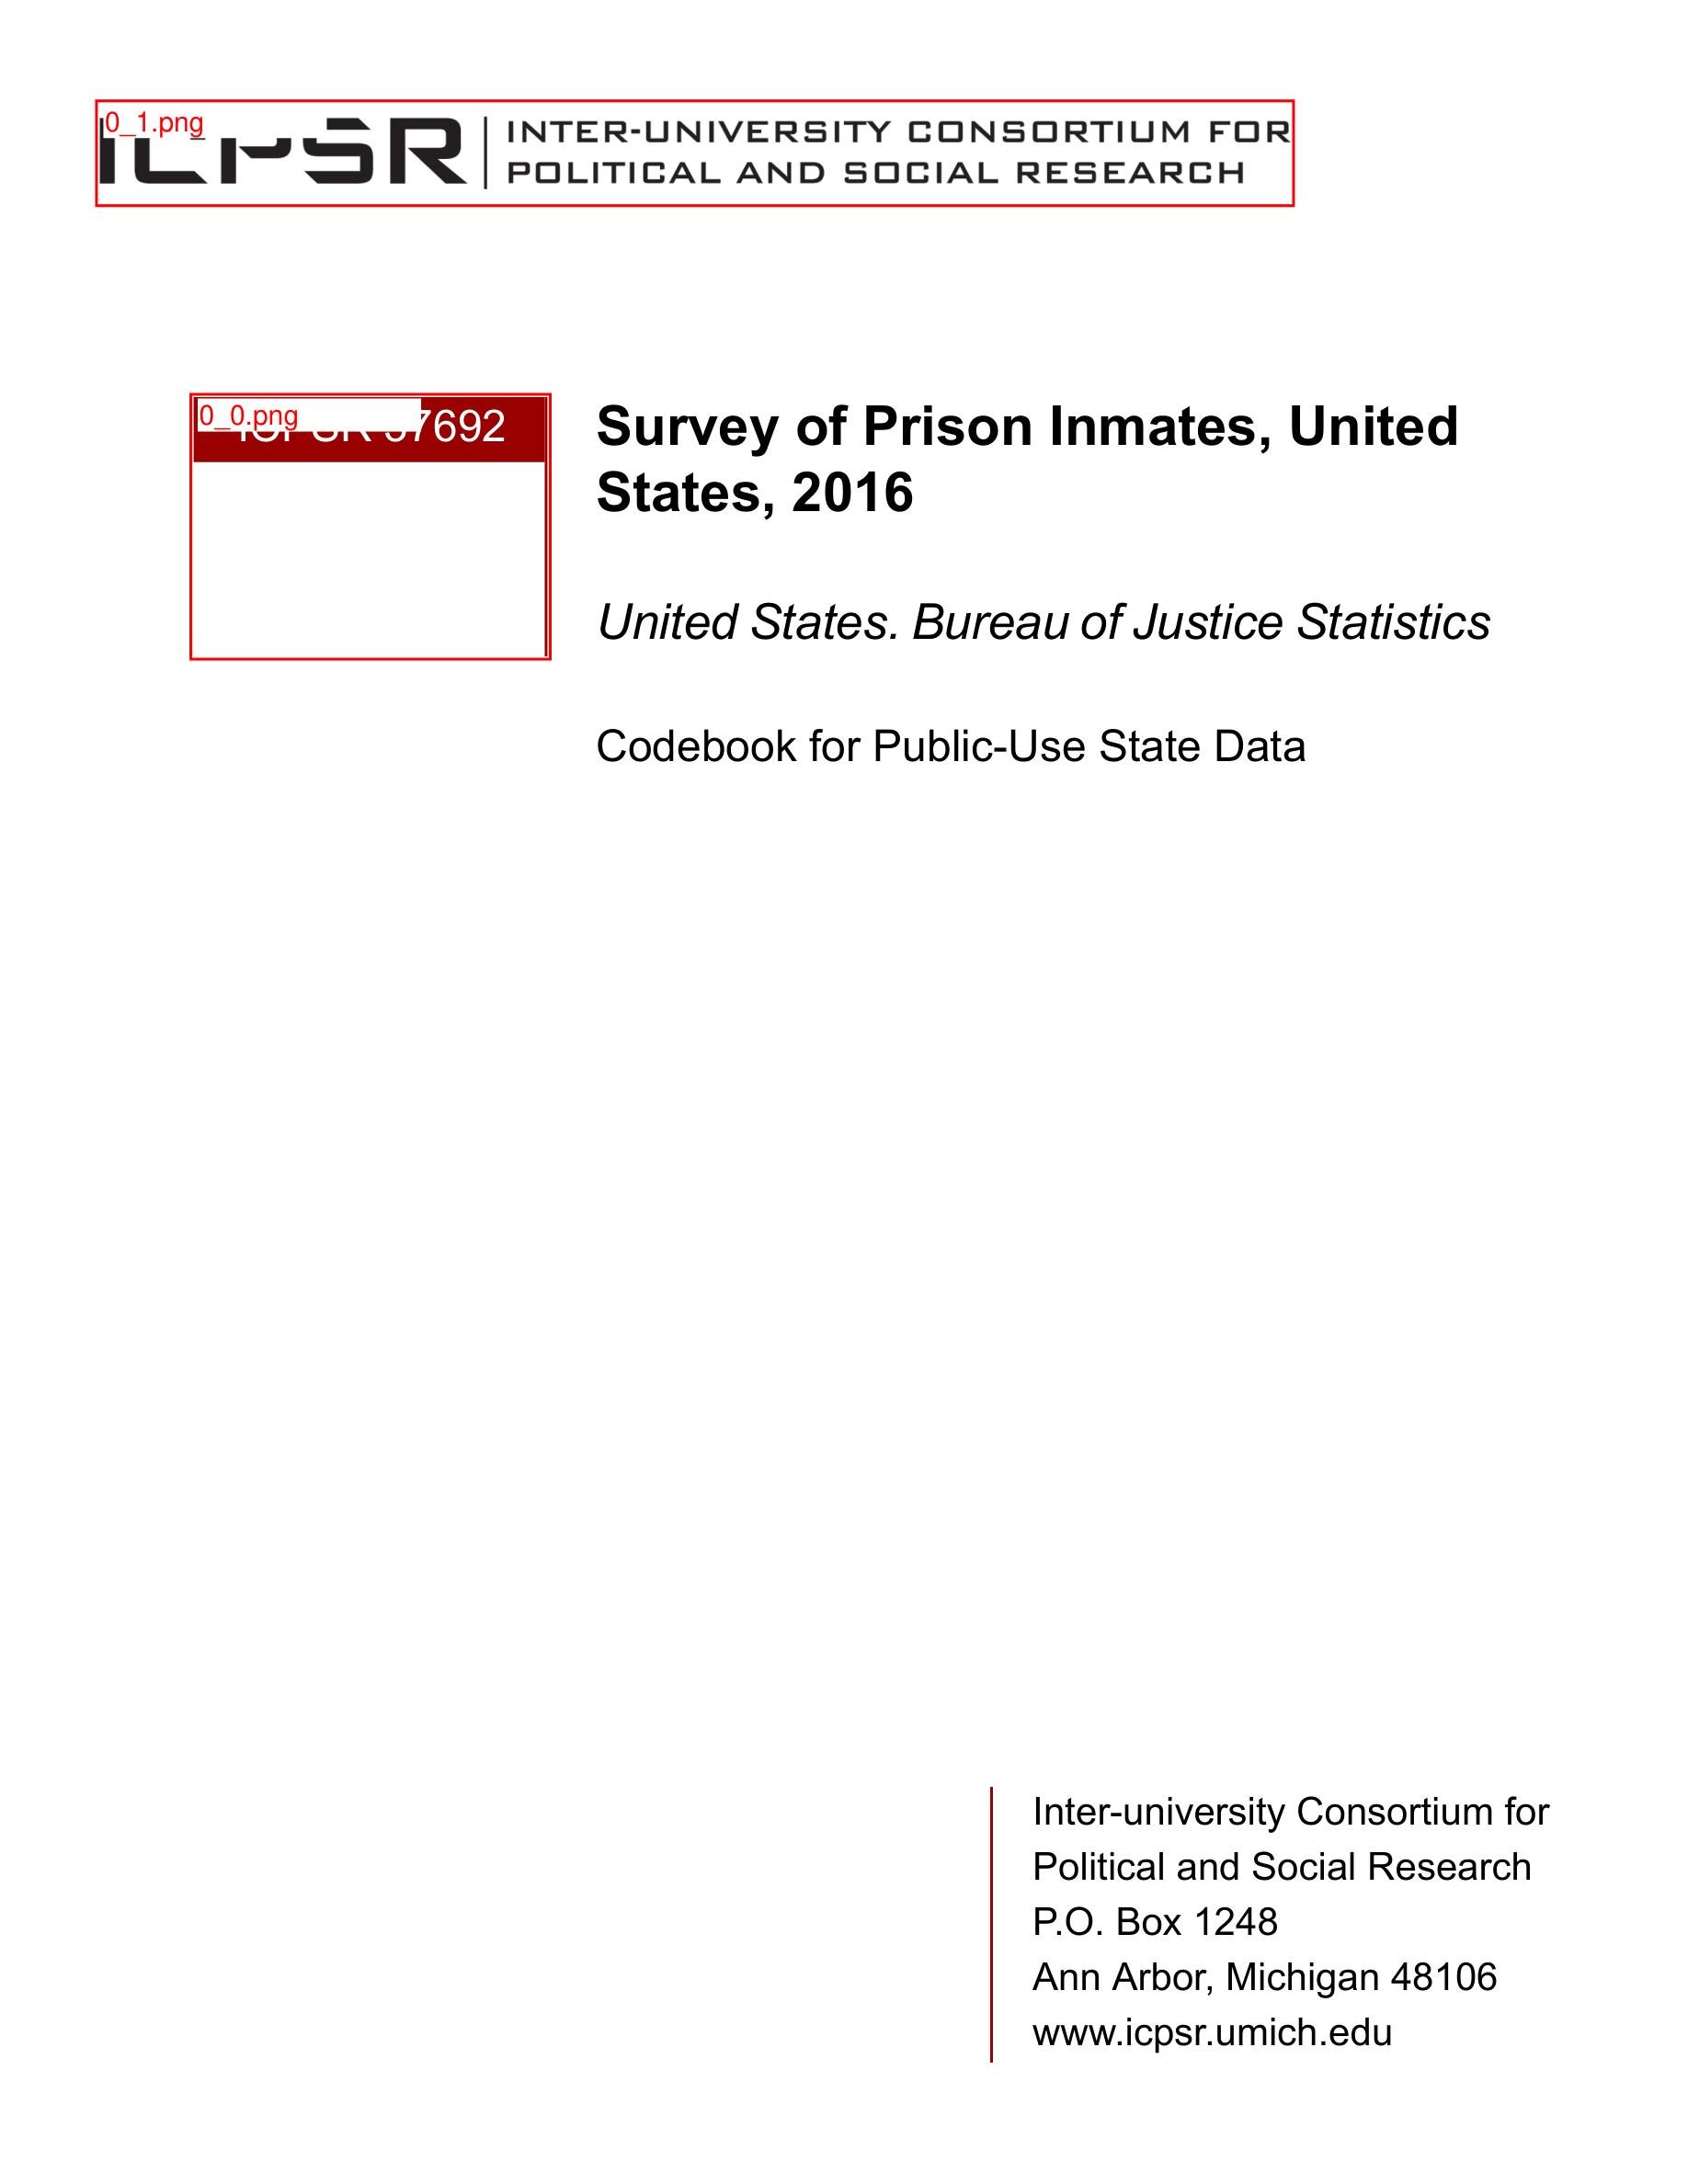 0_1.png
ICPSR
INTER-UNIVERSITY CONSORTIUM FOR
POLITICAL AND SOCIAL RESEARCH
0_0.png
ICPSR 37692
Survey of Prison Inmates, United
States, 2016
United States. Bureau of Justice Statistics
Codebook for Public-Use State Data
Inter-university Consortium for
Political and Social Research
P.O. Box 1248
Ann Arbor, Michigan 48106
www.icpsr.umich.edu